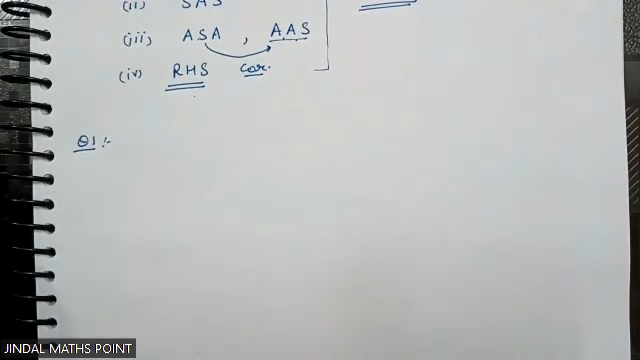 (ii) SAS
(iii) ASA , AAS
(iv) RHS Cor.
Q1:-
JINDAL MATHS POINT